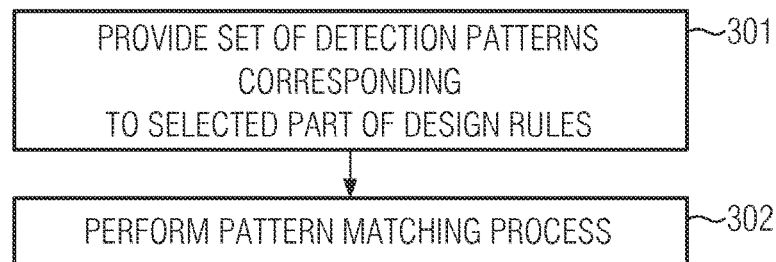 PROVIDE SET OF DETECTION PATTERNS
CORRESPONDING
TO SELECTED PART OF DESIGN RULES
301
PERFORM PATTERN MATCHING PROCESS
302